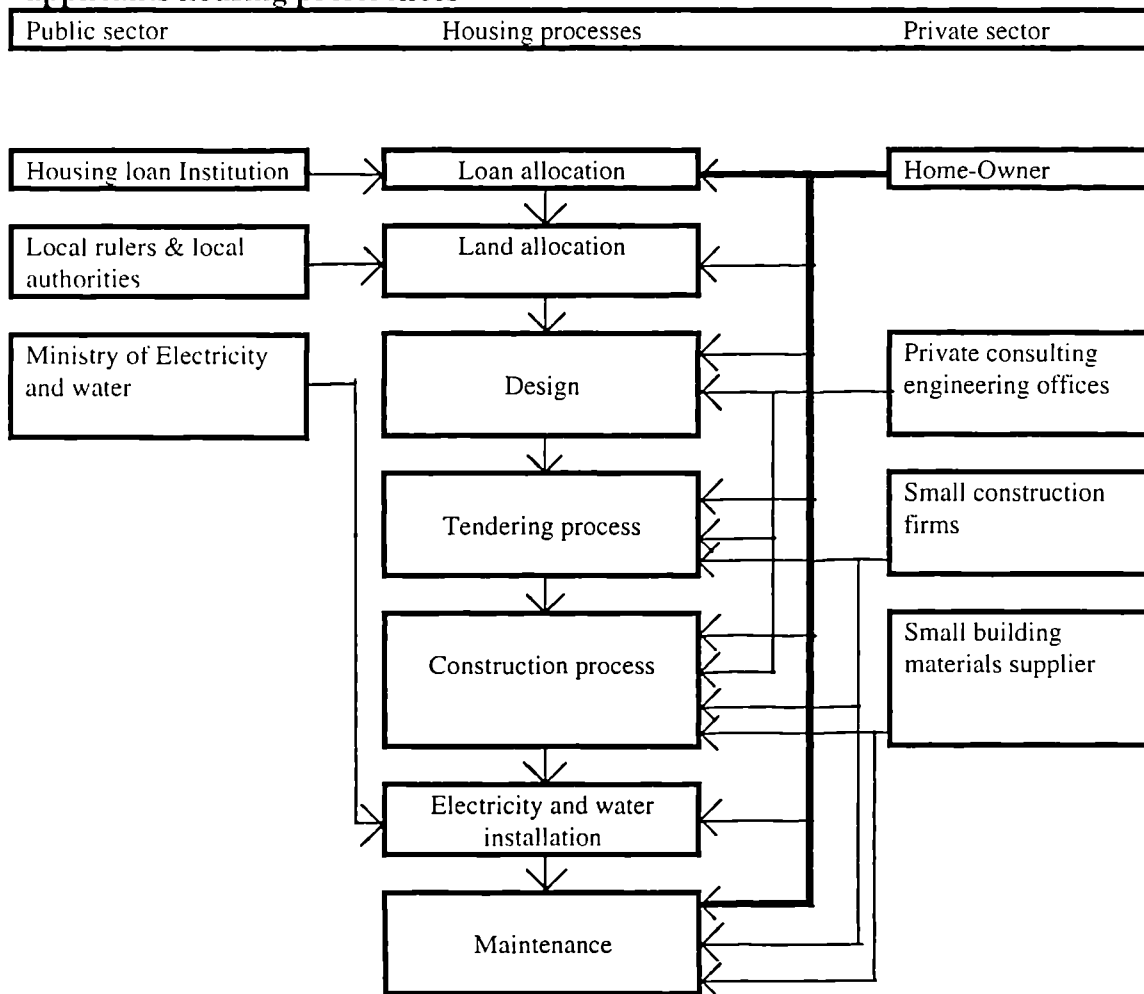 Public sector Housing processes Private sector
Housing loan Institution
Loan allocation
Home-Owner
Local rulers & local
authorities
Land allocation
Ministry of Electricity
and water
Design
Private consulting
engineering offices
Tendering process
Small construction
firms
Construction process
Small building
materials supplier
Electricity and water
installation
Maintenance